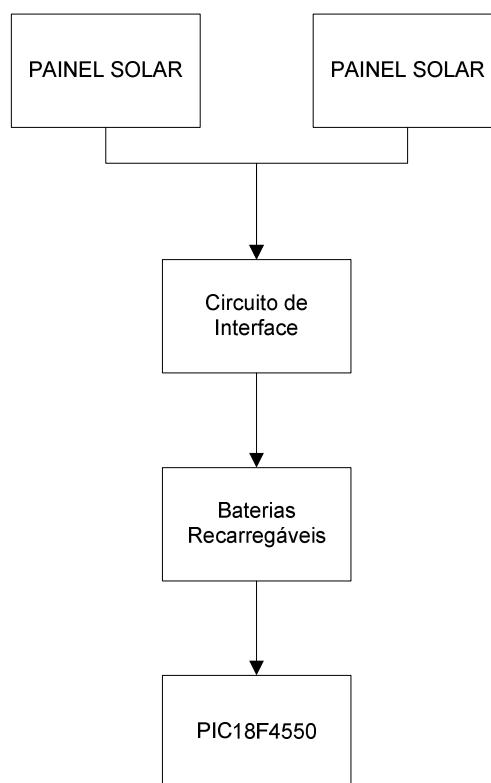 PAINEL SOLAR
PAINEL SOLAR
Circuito de
Interface
Baterias
Recarregáveis
PIC18F4550